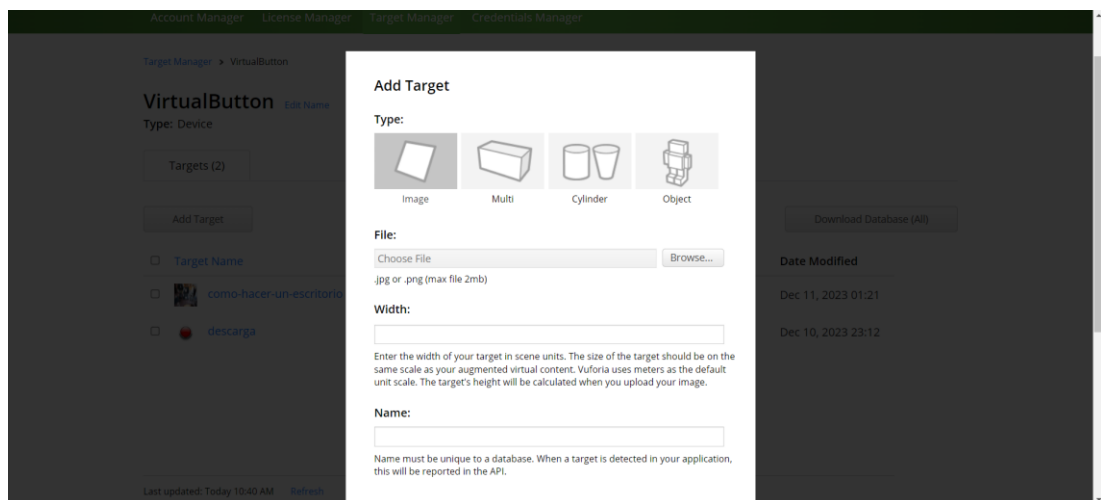 Account Manager License Manager Target Manager Credentials Manager
Target Manager > VirtualButton
VirtualButton Edit Name
Type: Device
Targets (2)
Add Target
Download Database (All)
Target Name
Date Modified
como-hacer-un-escritorio
Dec 11, 2023 01:21
descarga
Dec 10, 2023 23:12
Last updated: Today 10:40 AM Refresh
Add Target
Type:
Image Multi Cylinder Object
File:
Choose File Browse...
.jpg or .png (max file 2mb)
Width:
Enter the width of your target in scene units. The size of the target should be on the
same scale as your augmented virtual content. Vuforia uses meters as the default
unit scale. The target's height will be calculated when you upload your image.
Name:
Name must be unique to a database. When a target is detected in your application,
this will be reported in the API.